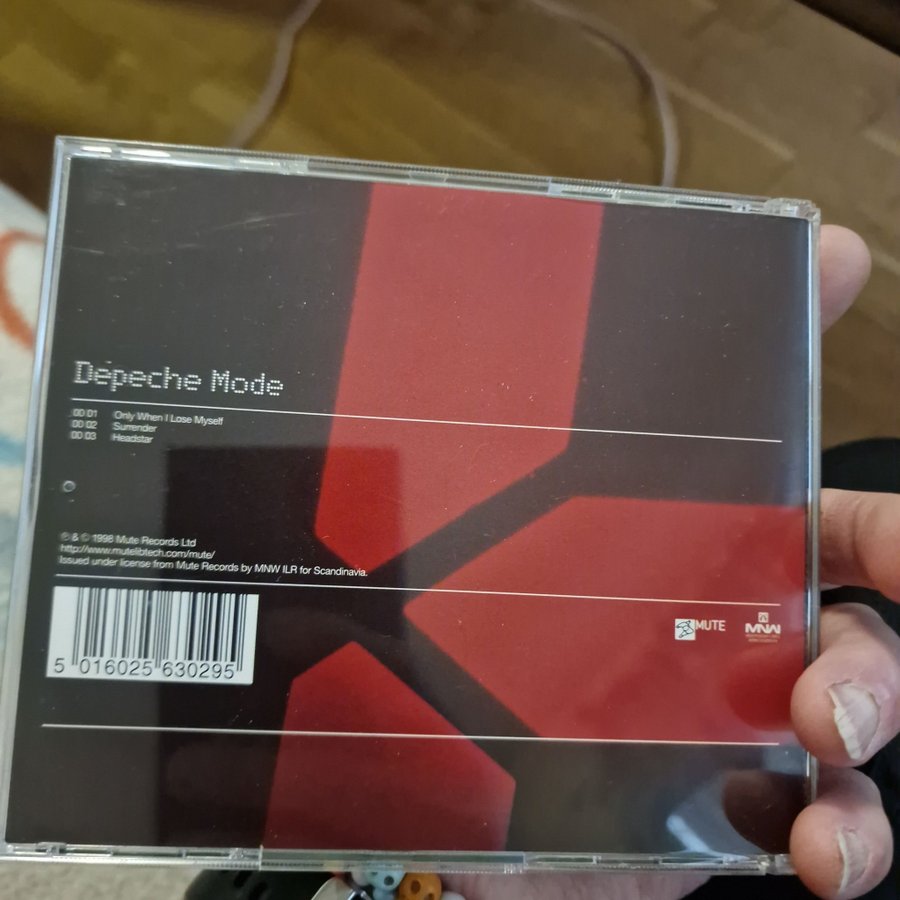 Depeche Mode
00 01 Only When I Lose Myself
00 02 Surrender
00 03 Headstar
℗ & © 1998 Mute Records Ltd
http://www.mutelibtech.com/mute/
Issued under license from Mute Records by MNW ILR for Scandinavia.
5 016025 630295
MUTE
MNW